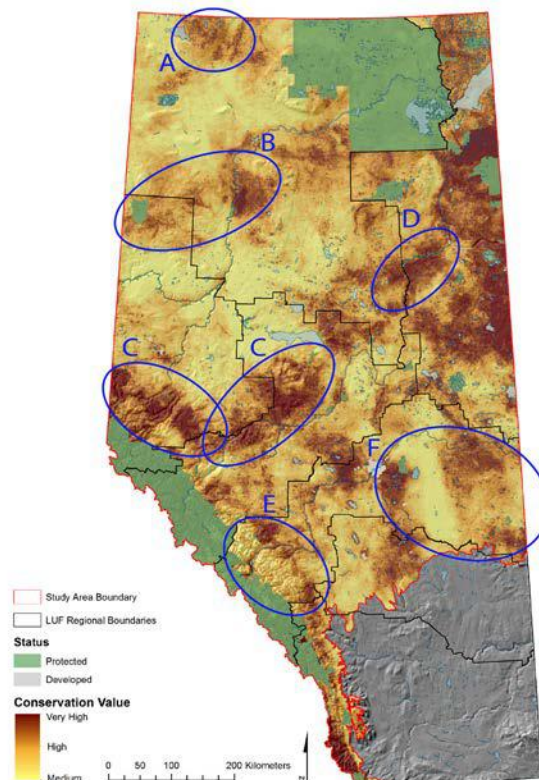 A
B
D
C
C
F
E
Study Area Boundary
LUF Regional Boundaries
Status
Protected
Developed
Conservation Value
Very High
High
Medium
0 50 100 200 Kilometers